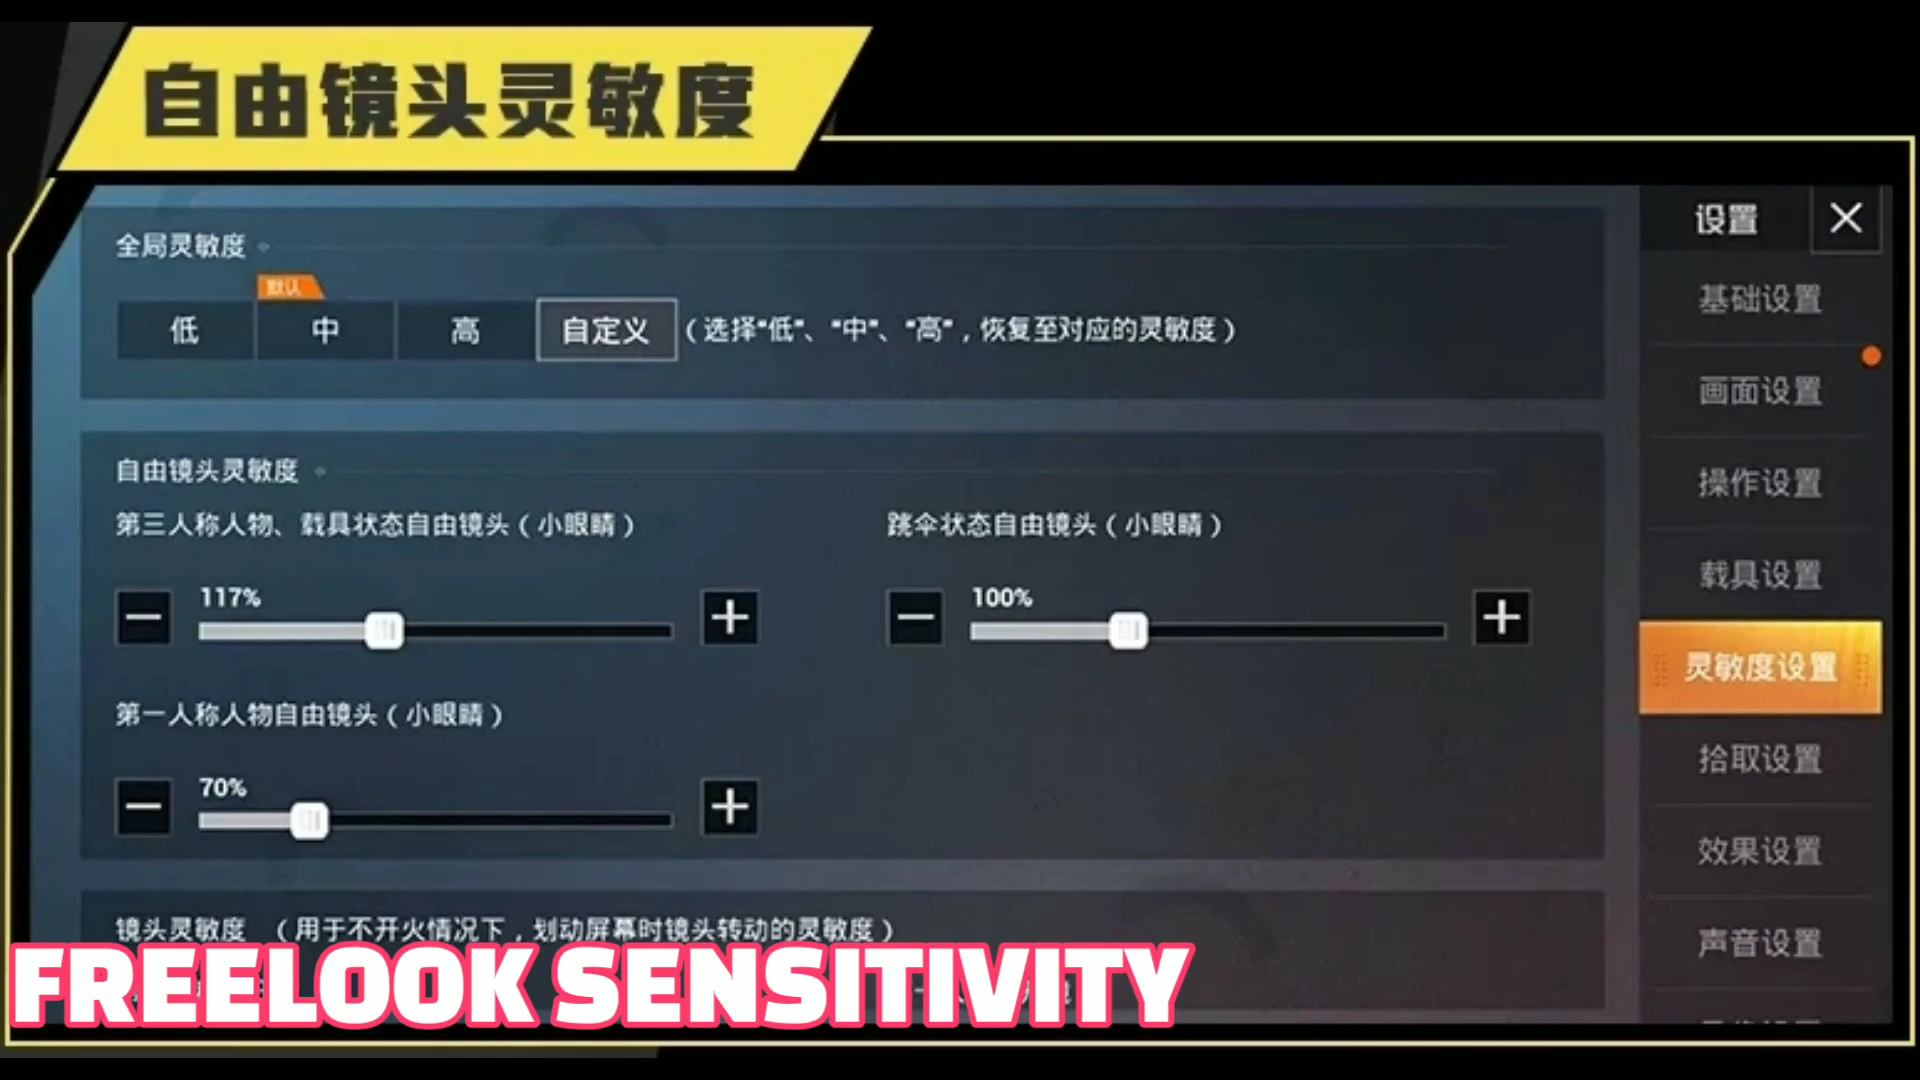 自由镜头灵敏度
设置
全局灵敏度
默认
低 中 高 自定义 (选择“低”、“中”、“高”，恢复至对应的灵敏度)
自由镜头灵敏度
第三人称人物、载具状态自由镜头(小眼睛)
117%
跳伞状态自由镜头(小眼睛)
100%
第一人称人物自由镜头(小眼睛)
70%
镜头灵敏度 (用于不开火情况下，划动屏幕时镜头转动的灵敏度)
FREELOOK SENSITIVITY
基础设置
画面设置
操作设置
载具设置
灵敏度设置
拾取设置
效果设置
声音设置